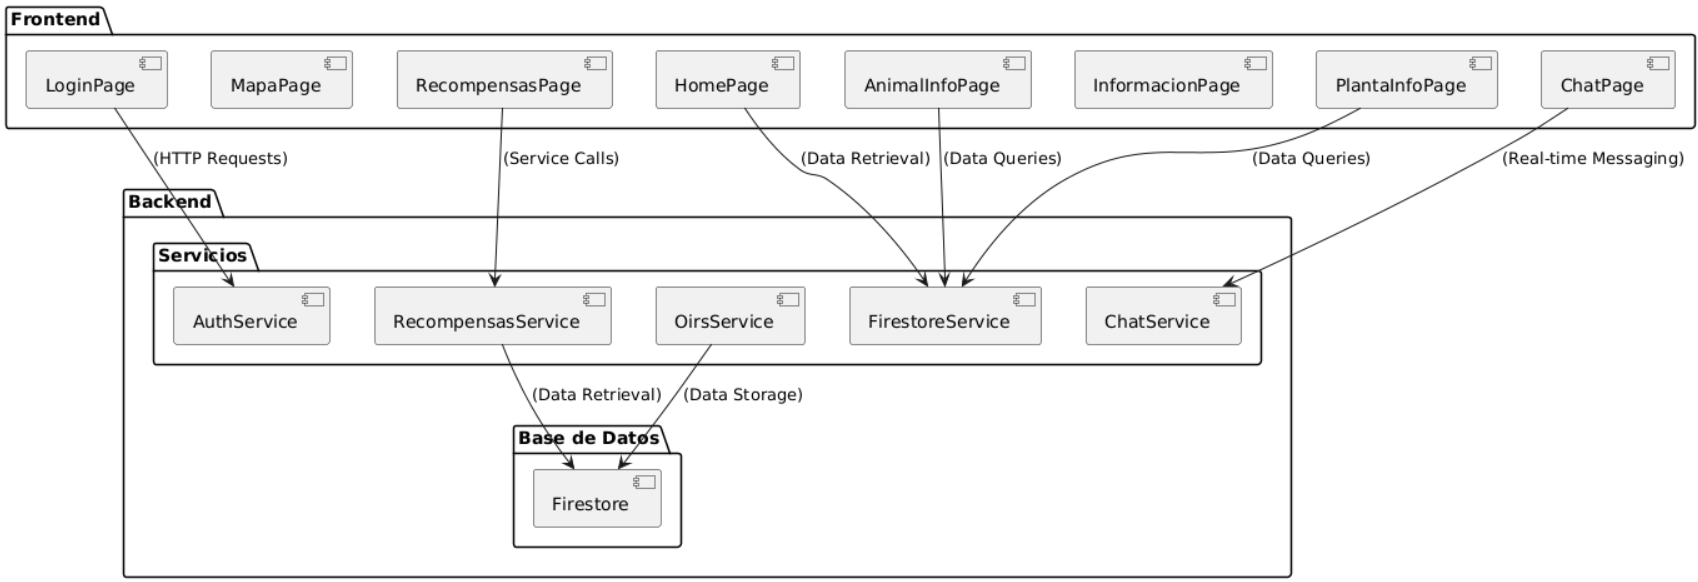 Frontend
LoginPage
MapaPage
RecompensasPage
HomePage
AnimalInfoPage
InformacionPage
PlantaInfoPage
ChatPage
(HTTP Requests)
(Service Calls)
(Data Retrieval)
(Data Queries)
(Data Queries)
(Real-time Messaging)
Backend
Servicios
AuthService
RecompensasService
OirsService
FirestoreService
ChatService
(Data Retrieval)
(Data Storage)
Base de Datos
Firestore